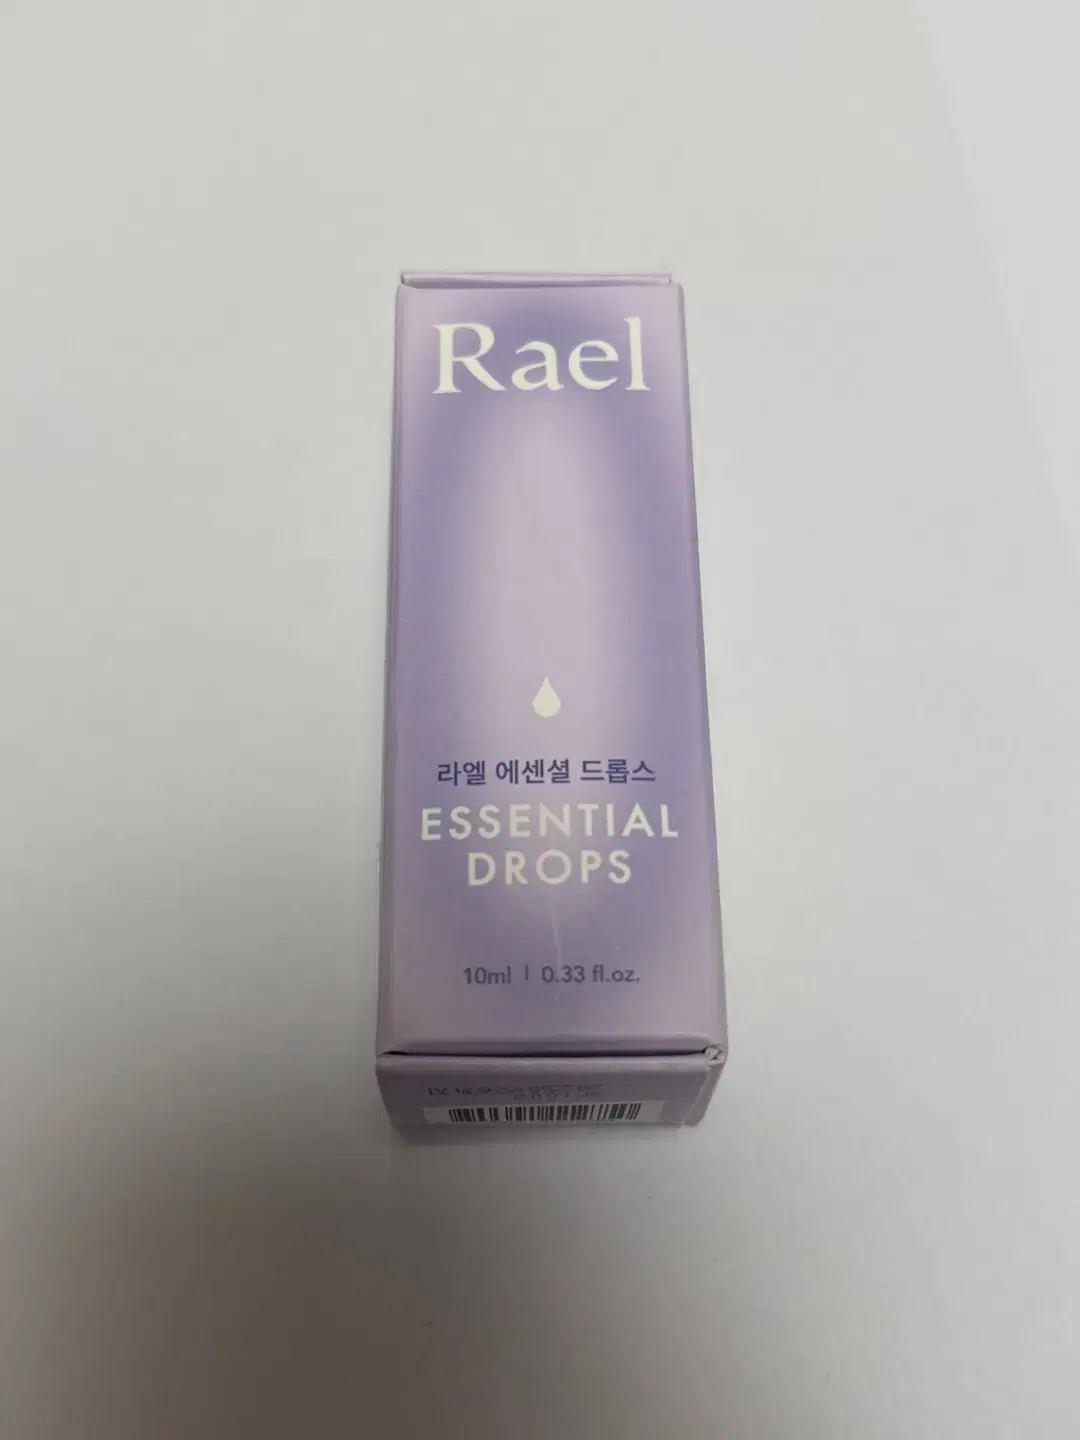 Rael
라엘 에센셜 드롭스
ESSENTIAL
DROPS
10ml | 0.33 fl.oz.